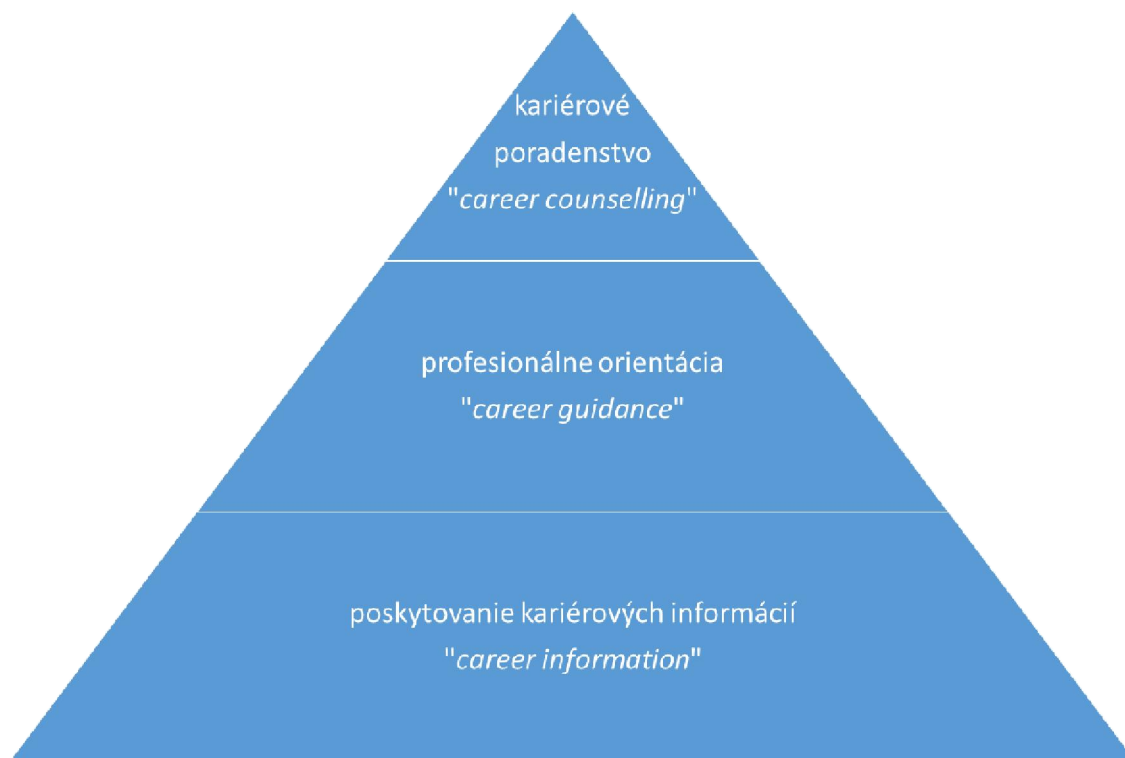 kariérové
poradenstvo
"career counselling"
profesionálne orientácia
"career guidance"
poskytovanie kariérových informácií
"career information"